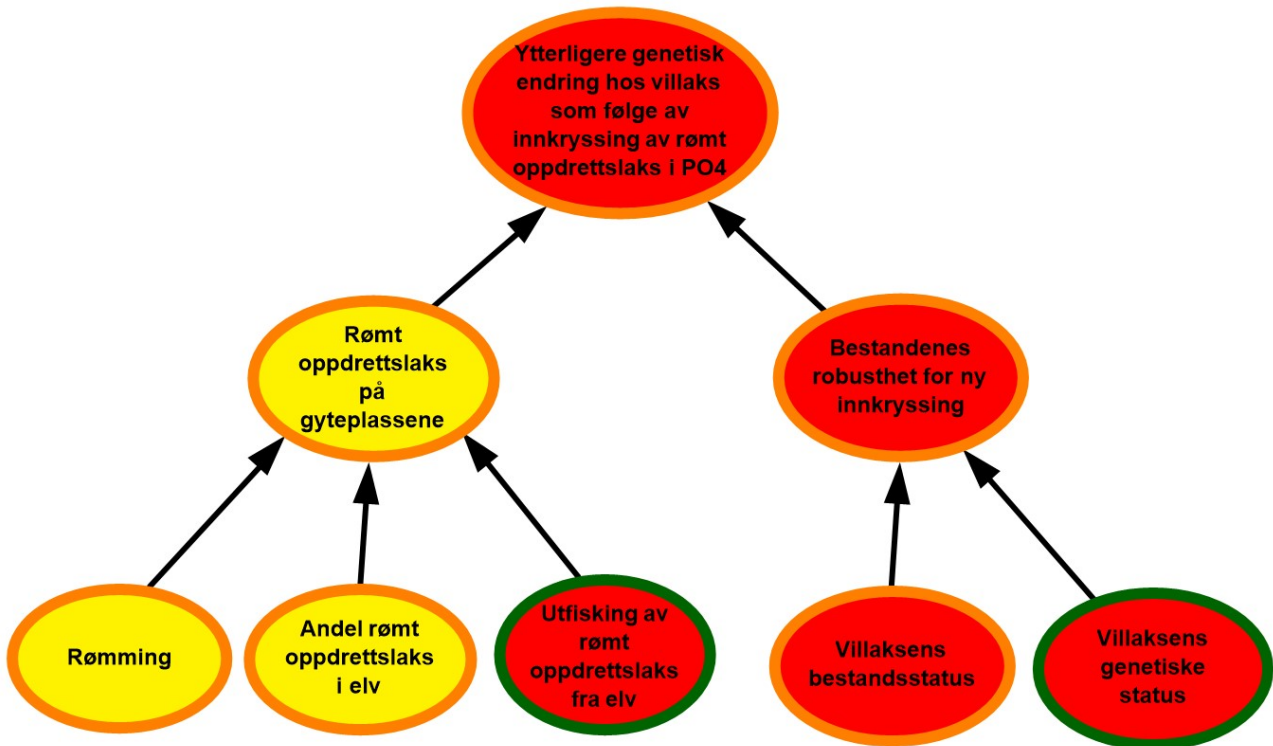 Ytterligere genetisk
endring hos villaks
som følge av
innkryssing av rømt
oppdrettslaks i PO4
Rømt
oppdrettslaks
på
gyteplassene
Bestandenes
robusthet for ny
innkryssing
Rømming
Andel rømt
oppdrettslaks
i elv
Utfisking av
rømt
oppdrettslaks
fra elv
Villaksens
bestandsstatus
Villaksens
genetiske
status